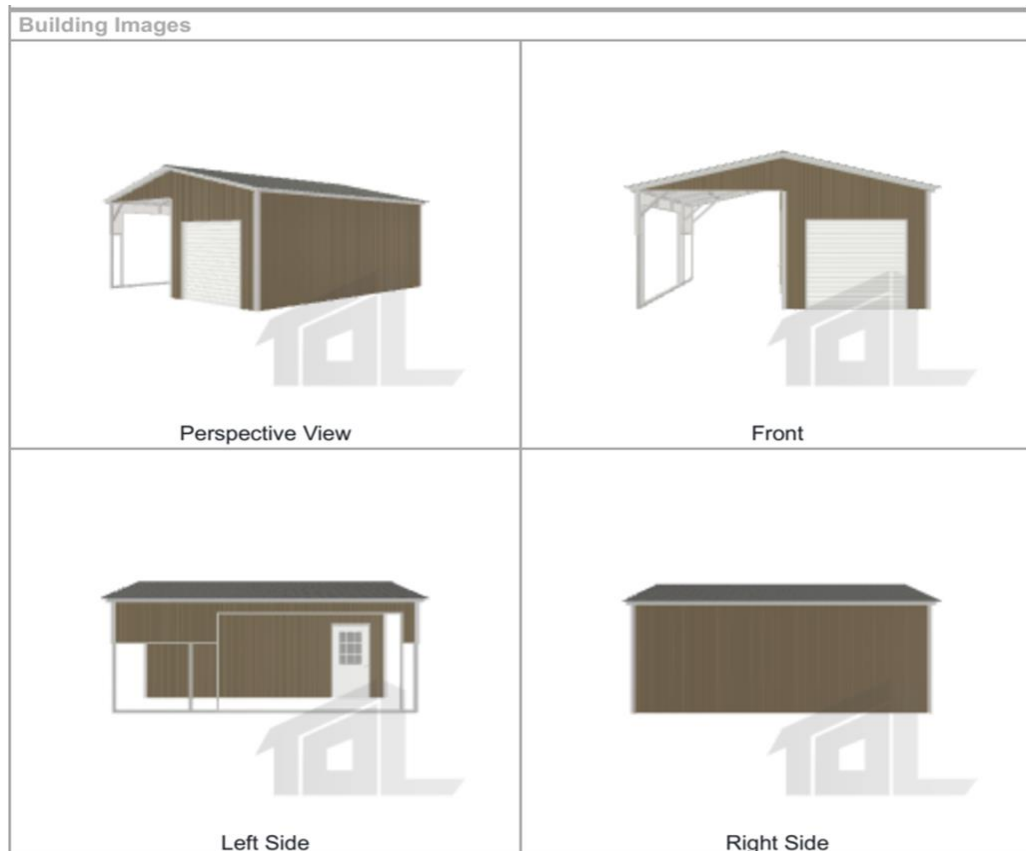 Building Images
Perspective View
Front
Left Side
Right Side